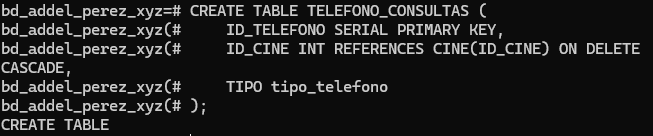 bd_addel_perez_xyz=# CREATE TABLE TELEFONO_CONSULTAS (
bd_addel_perez_xyz(#     ID_TELEFONO SERIAL PRIMARY KEY,
bd_addel_perez_xyz(#     ID_CINE INT REFERENCES CINE(ID_CINE) ON DELETE
CASCADE,
bd_addel_perez_xyz(#     TIPO tipo_telefono
bd_addel_perez_xyz(# );
CREATE TABLE